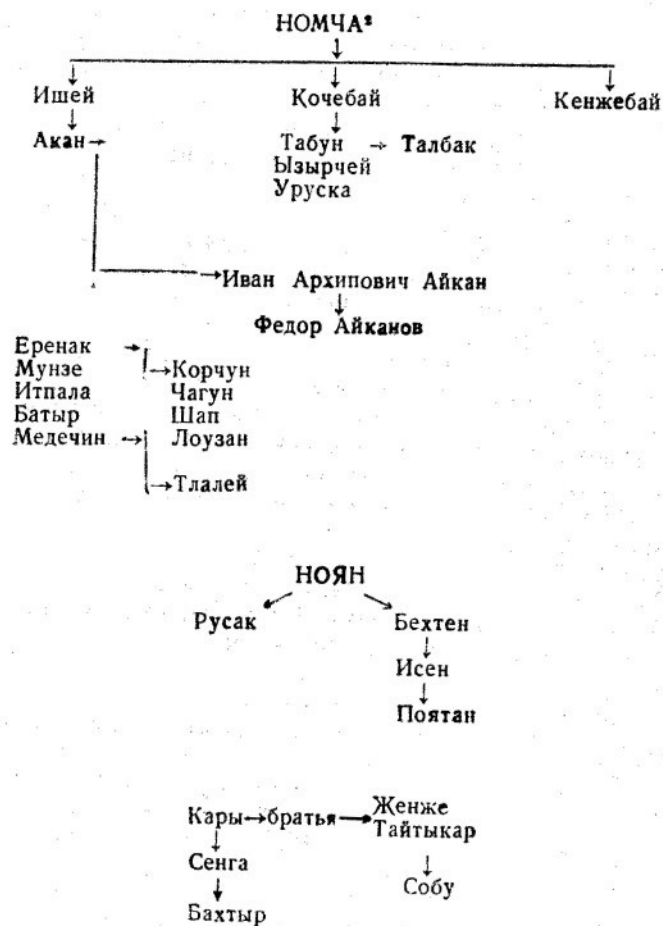 НОМЧА²
Ишей Кочебай Кенжебай
Акан → Табун → Талбак
Ызырчей
Уруска
→ Иван Архипович Айкан
Федор Айканов
Еренак →
Мунзе → Корчун
Итпала Чагун
Батыр Шап
Медечин → Лоузан
→ Тлалей
НОЯН
Русак Бехтен
Исен
Поятан
Женже
Кары → братья → Тайтыкар
Сенга Собу
Бахтыр